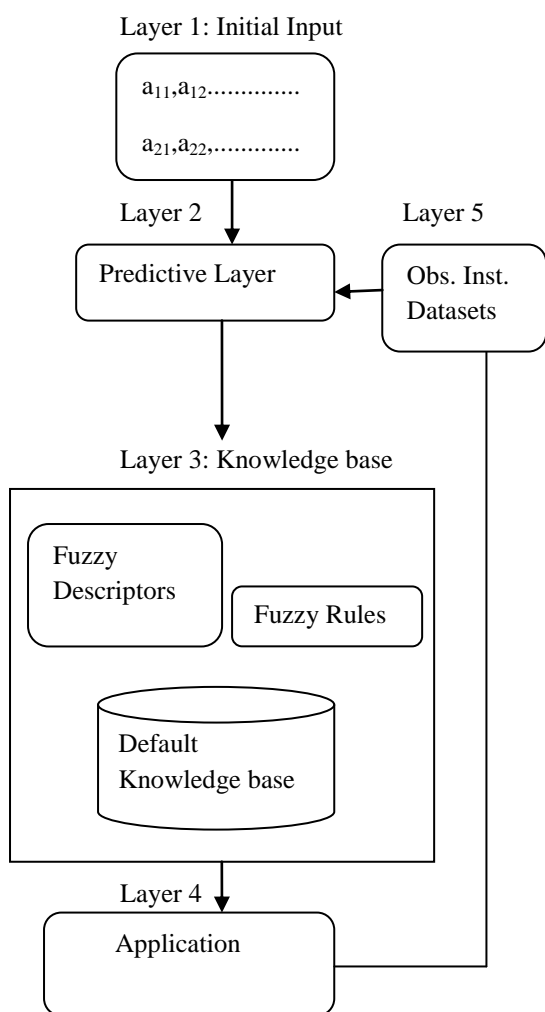 Layer 1: Initial Input
a₁₁,a₁₂..............
a₂₁,a₂₂,.............
Layer 2
Layer 5
Predictive Layer
Obs. Inst.
Datasets
Layer 3: Knowledge base
Fuzzy
Descriptors
Fuzzy Rules
Default
Knowledge base
Layer 4
Application